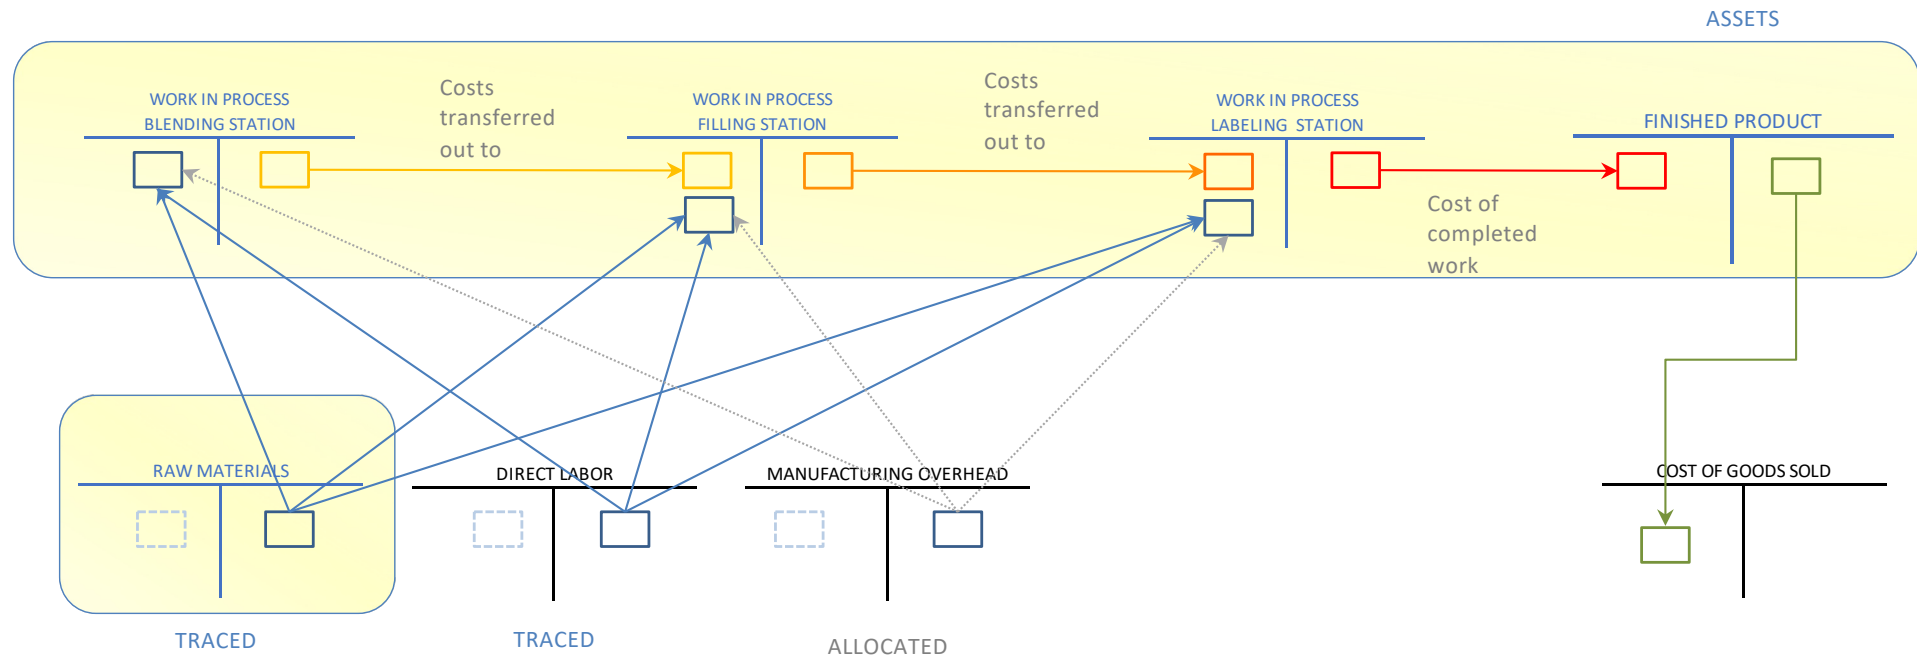 ASSETS
WORK IN PROCESS
BLENDING STATION
Costs
transferred
out to
WORK IN PROCESS
FILLING STATION
Costs
transferred
out to
WORK IN PROCESS
LABELING STATION
FINISHED PRODUCT
Cost of
completed
work
RAW MATERIALS
DIRECT LABOR
MANUFACTURING OVERHEAD
COST OF GOODS SOLD
TRACED
TRACED
ALLOCATED